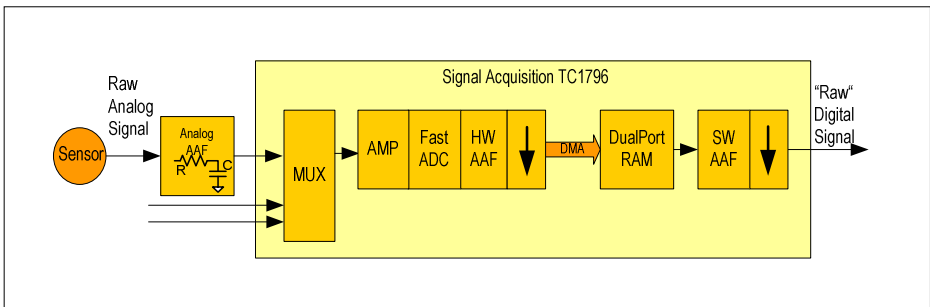 Signal Acquisition TC1796
Raw
Analog
Signal
Sensor
Analog
AAF
R
C
MUX
AMP
Fast
ADC
HW
AAF
DMA
DualPort
RAM
SW
AAF
“Raw“
Digital
Signal